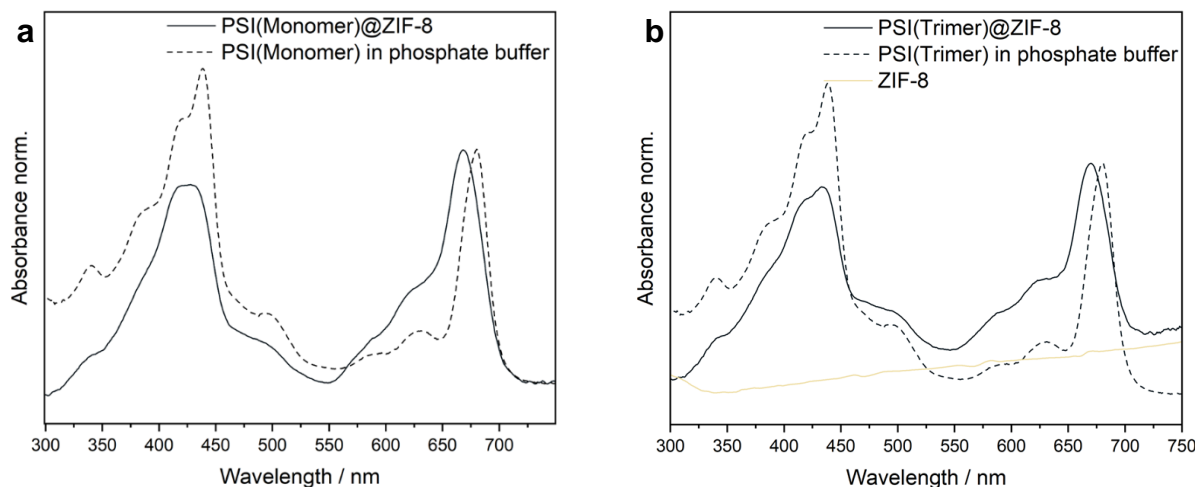 a
PSI(Monomer)@ZIF-8
PSI(Monomer) in phosphate buffer
Absorbance norm.
300 350 400 450 500 550 600 650 700
Wavelength / nm
b
PSI(Trimer)@ZIF-8
PSI(Trimer) in phosphate buffer
ZIF-8
Absorbance norm.
300 350 400 450 500 550 600 650 700 750
Wavelength / nm